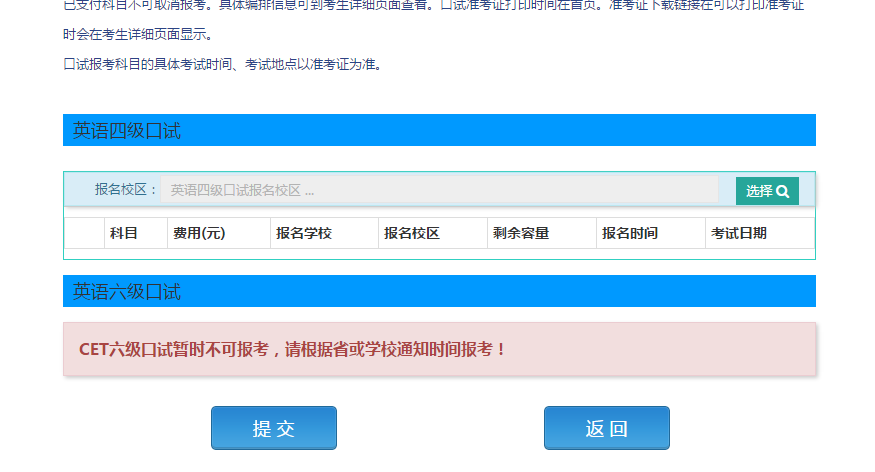 已支付科目不可取消报考。具体编排信息可到考生详细页面查看。口试准考证打印时间在首页。准考证下载链接在可以打印准考证
时会在考生详细页面显示。
口试报考科目的具体考试时间、考试地点以准考证为准。
英语四级口试
报名校区： 英语四级口试报名校区 ... 选择
科目 费用(元) 报名学校 报名校区 剩余容量 报名时间 考试日期
英语六级口试
CET六级口试暂时不可报考，请根据省或学校通知时间报考！
提 交 返 回